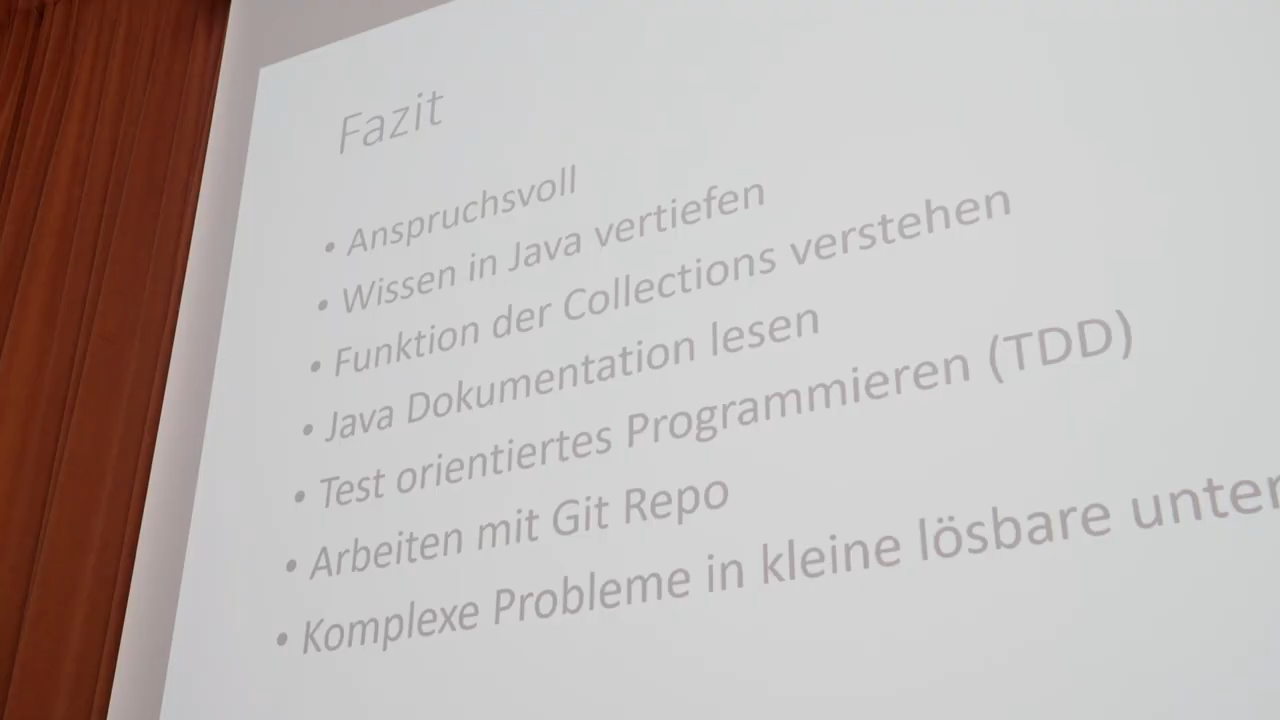 Fazit
• Anspruchsvoll
• Wissen in Java vertiefen
• Funktion der Collections verstehen
• Java Dokumentation lesen
• Test orientiertes Programmieren (TDD)
• Arbeiten mit Git Repo
• Komplexe Probleme in kleine lösbare unter